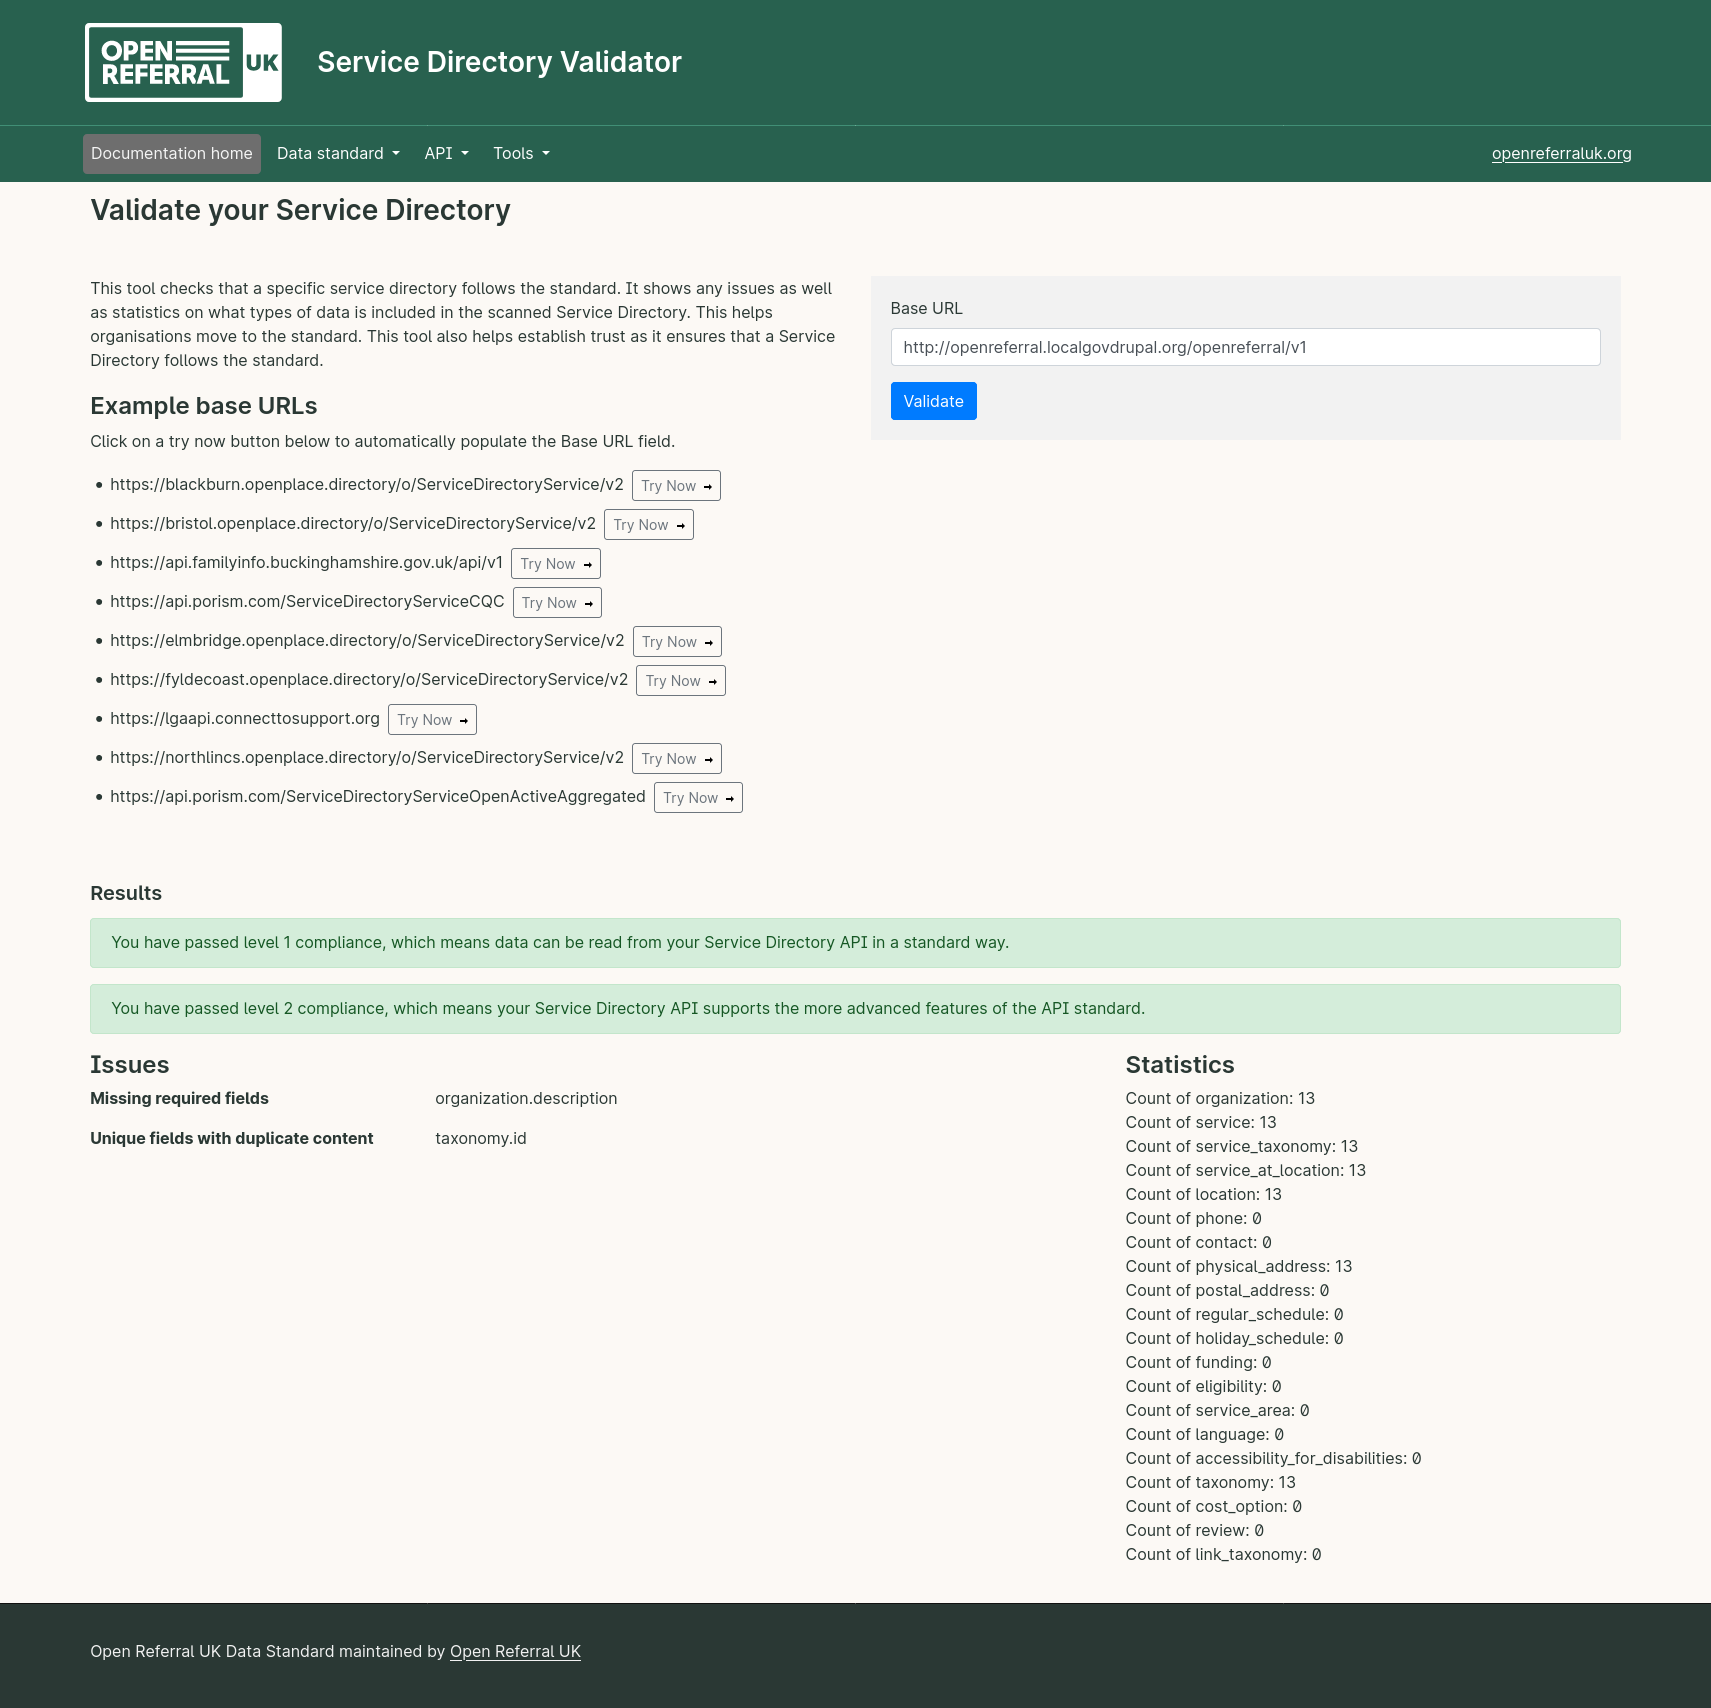 OPEN
REFERRAL
UK
Service Directory Validator
Documentation home
Data standard
API
Tools
openreferraluk.org
Validate your Service Directory
This tool checks that a specific service directory follows the standard. It shows any issues as well
as statistics on what types of data is included in the scanned Service Directory. This helps
organisations move to the standard. This tool also helps establish trust as it ensures that a Service
Directory follows the standard.
Example base URLs
Click on a try now button below to automatically populate the Base URL field.
• https://blackburn.openplace.directory/o/ServiceDirectoryService/v2 Try Now ➞
• https://bristol.openplace.directory/o/ServiceDirectoryService/v2 Try Now ➞
• https://api.familyinfo.buckinghamshire.gov.uk/api/v1 Try Now ➞
• https://api.porism.com/ServiceDirectoryServiceCQC Try Now ➞
• https://elmbridge.openplace.directory/o/ServiceDirectoryService/v2 Try Now ➞
• https://fyldecoast.openplace.directory/o/ServiceDirectoryService/v2 Try Now ➞
• https://lgaapi.connecttosupport.org Try Now ➞
• https://northlincs.openplace.directory/o/ServiceDirectoryService/v2 Try Now ➞
• https://api.porism.com/ServiceDirectoryServiceOpenActiveAggregated Try Now ➞
Base URL
http://openreferral.localgovdrupal.org/openreferral/v1
Validate
Results
You have passed level 1 compliance, which means data can be read from your Service Directory API in a standard way.
You have passed level 2 compliance, which means your Service Directory API supports the more advanced features of the API standard.
Issues
Missing required fields organization.description
Unique fields with duplicate content taxonomy.id
Statistics
Count of organization: 13
Count of service: 13
Count of service_taxonomy: 13
Count of service_at_location: 13
Count of location: 13
Count of phone: 0
Count of contact: 0
Count of physical_address: 13
Count of postal_address: 0
Count of regular_schedule: 0
Count of holiday_schedule: 0
Count of funding: 0
Count of eligibility: 0
Count of service_area: 0
Count of language: 0
Count of accessibility_for_disabilities: 0
Count of taxonomy: 13
Count of cost_option: 0
Count of review: 0
Count of link_taxonomy: 0
Open Referral UK Data Standard maintained by Open Referral UK